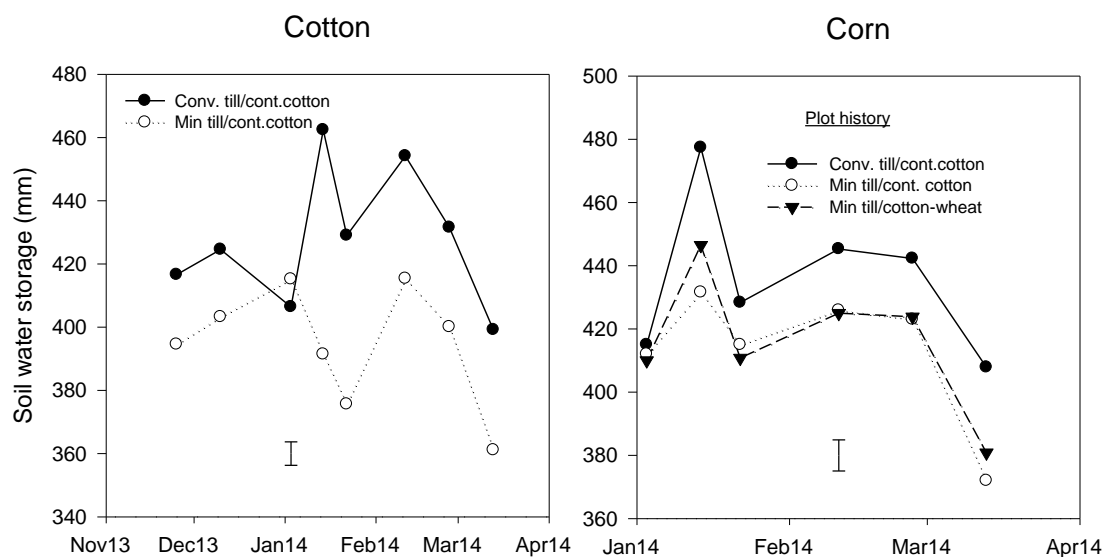 Cotton
480
460
440
420
400
380
360
340
Soil water storage (mm)
Conv. till/cont.cotton
Min till/cont.cotton
Nov13 Dec13 Jan14 Feb14 Mar14 Apr14
Corn
500
480
460
440
420
400
380
360
Plot history
Conv. till/cont.cotton
Min till/cont. cotton
Min till/cotton-wheat
Jan14 Feb14 Mar14 Apr14